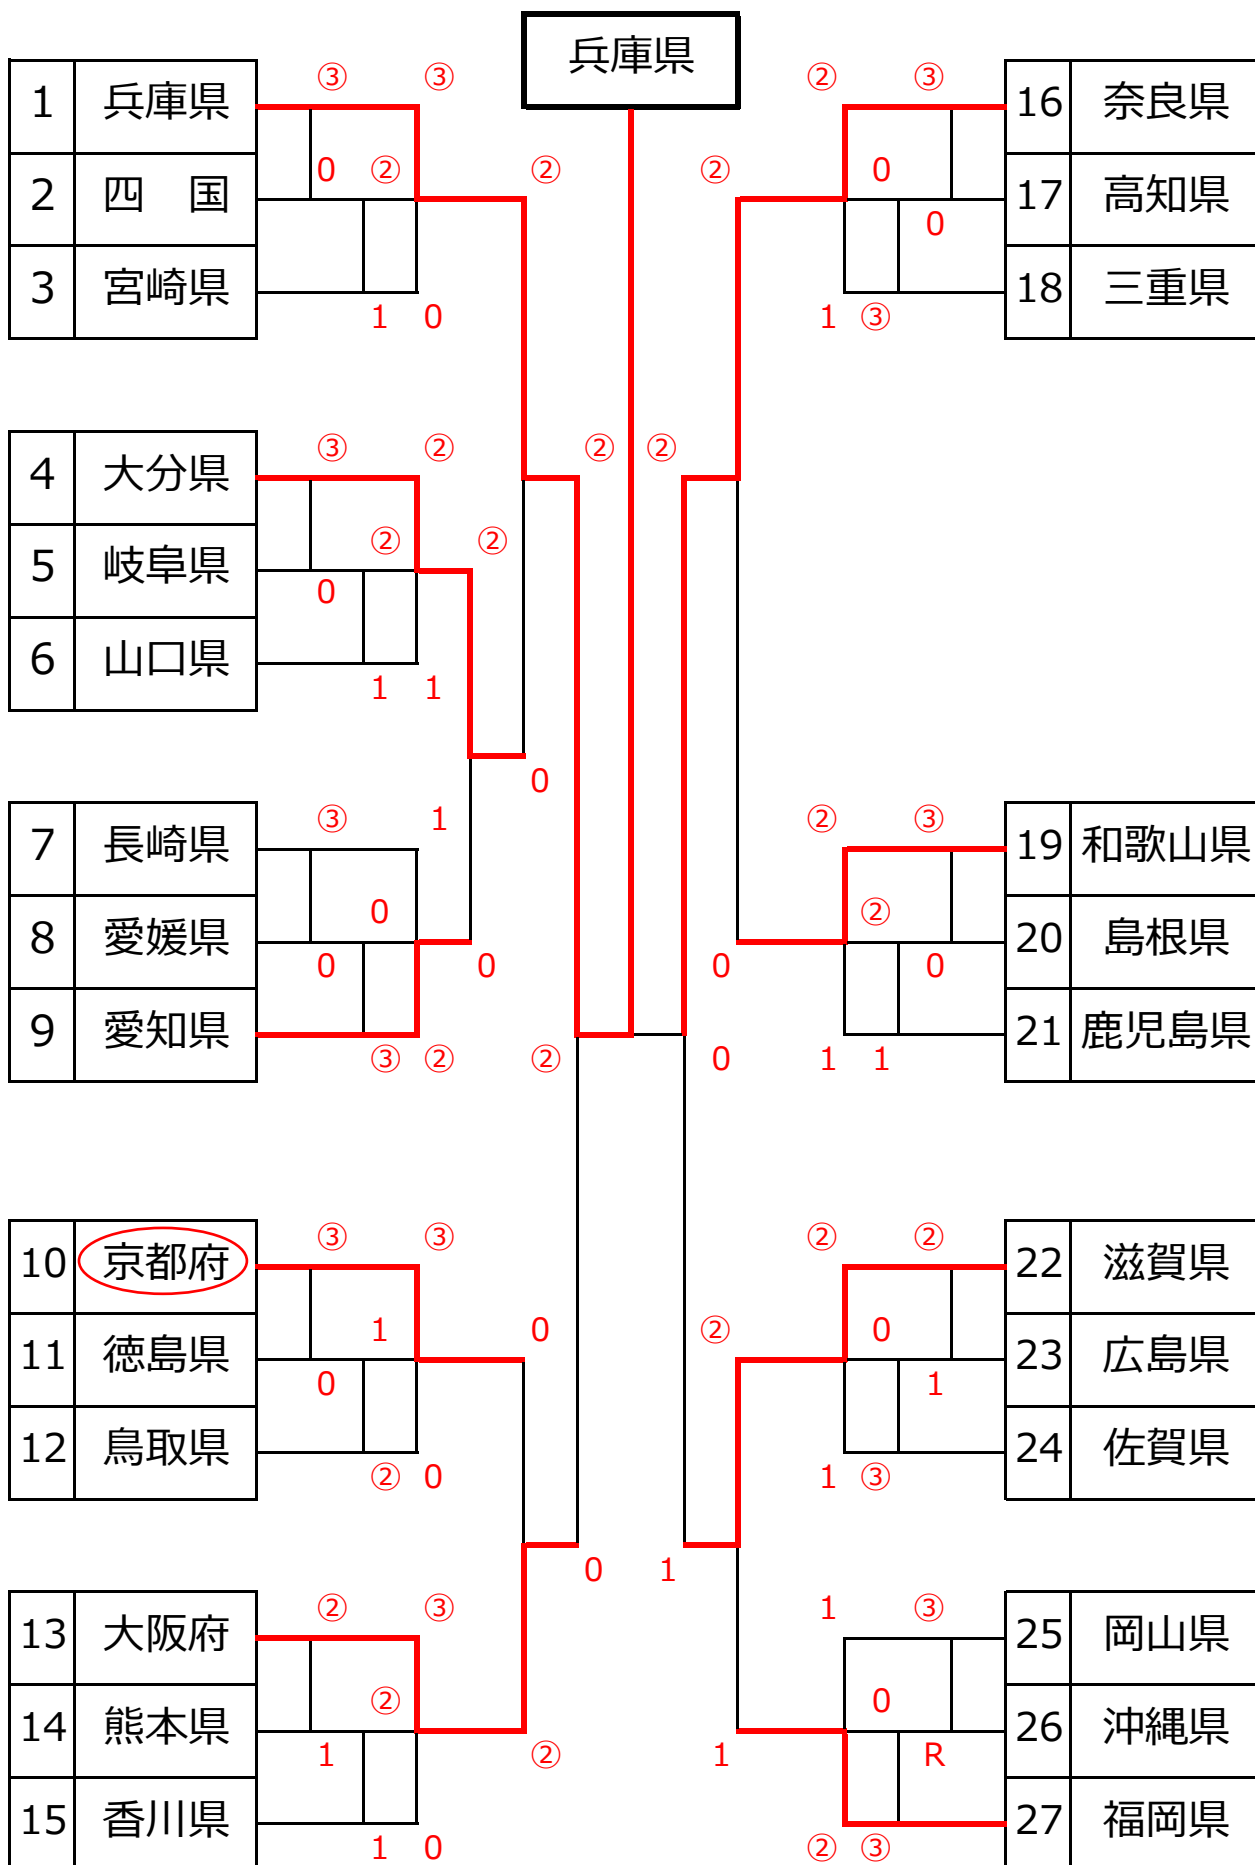 兵庫県
1 兵庫県 ③ ③
2 四　国 0 ② ②
3 宮崎県
1 0
4 大分県 ③ ② ②
5 岐阜県 ② ②
0
6 山口県
1 1
0
7 長崎県 ③ 1
8 愛媛県 0
0 0
9 愛知県
③ ② ②
10 京都府 ③ ③
11 徳島県 1 0
0
12 鳥取県
② 0
0
13 大阪府 ② ③
14 熊本県 ②
1 ②
15 香川県
1 0
② ③ 16 奈良県
② 0 17 高知県
0
18 三重県
1 ③
②
② ③ 19 和歌山県
② 20 島根県
0 0
21 鹿児島県
0 1 1
② ② 22 滋賀県
② 0 23 広島県
1
24 佐賀県
1 ③
1
1 ③ 25 岡山県
0 26 沖縄県
1 R
27 福岡県
② ③